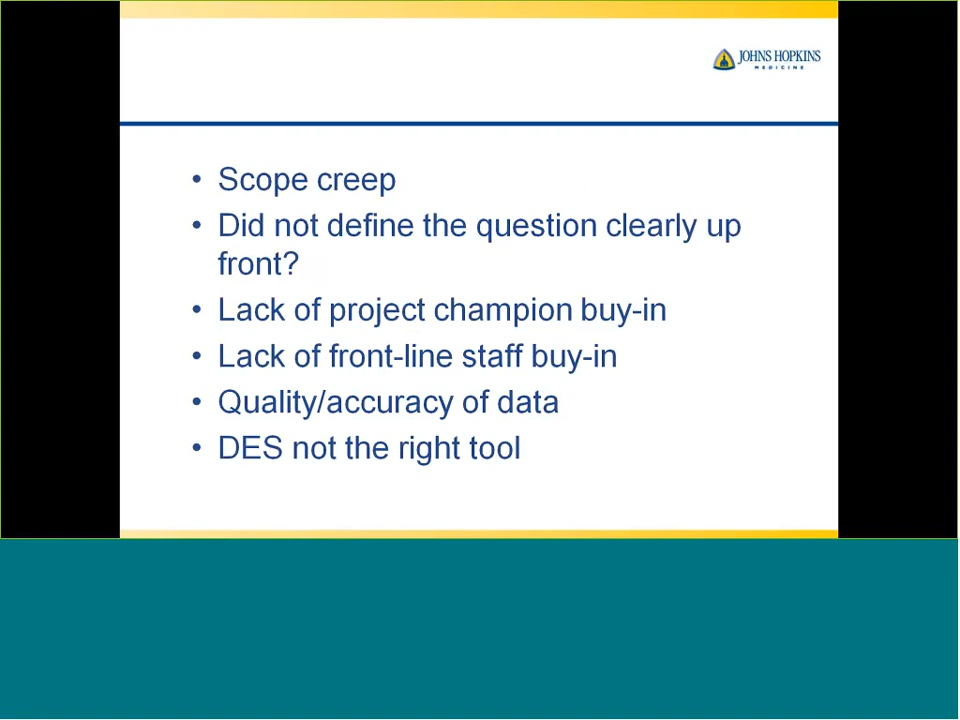 JOHNS HOPKINS
MEDICINE
• Scope creep
• Did not define the question clearly up
front?
• Lack of project champion buy-in
• Lack of front-line staff buy-in
• Quality/accuracy of data
• DES not the right tool